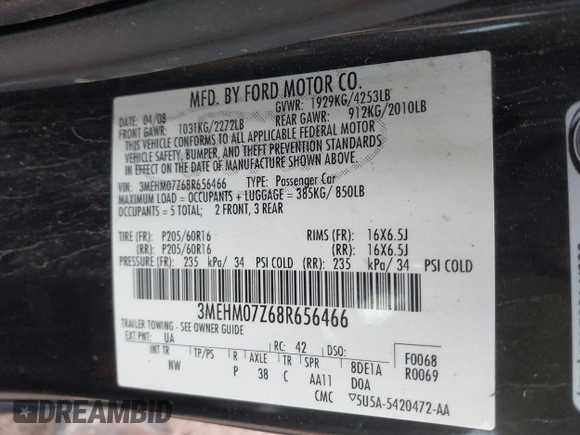 MFD. BY FORD MOTOR CO.
DATE: 04/08 GVWR: 1929KG/4253LB
FRONT GAWR: 1031KG/2272LB REAR GAWR: 912KG/2010LB
THIS VEHICLE CONFORMS TO ALL APPLICABLE FEDERAL MOTOR
VEHICLE SAFETY, BUMPER, AND THEFT PREVENTION STANDARDS
IN EFFECT ON THE DATE OF MANUFACTURE SHOWN ABOVE.
VIN: 3MEHM07Z68R656466 TYPE: Passenger Car
MAXIMUM LOAD = OCCUPANTS + LUGGAGE = 385KG/ 850LB
OCCUPANTS = 5 TOTAL; 2 FRONT, 3 REAR
TIRE (FR): P205/60R16 RIMS (FR): 16X6.5J
(RR): P205/60R16 (RR): 16X6.5J
PRESSURE (FR): 235 kPa/ 34 PSI COLD (RR): 235 kPa/ 34 PSI COLD
3MEHM07Z68R656466
TRAILER TOWING - SEE OWNER GUIDE
EXT PNT: UA RC: 42 DSO: F0068
INT TR TP/PS R AXLE TR SPR 8DE1A R0069
NW P 38 C AA11 D0A
CMC 5U5A-5420472-AA
DREAMBID